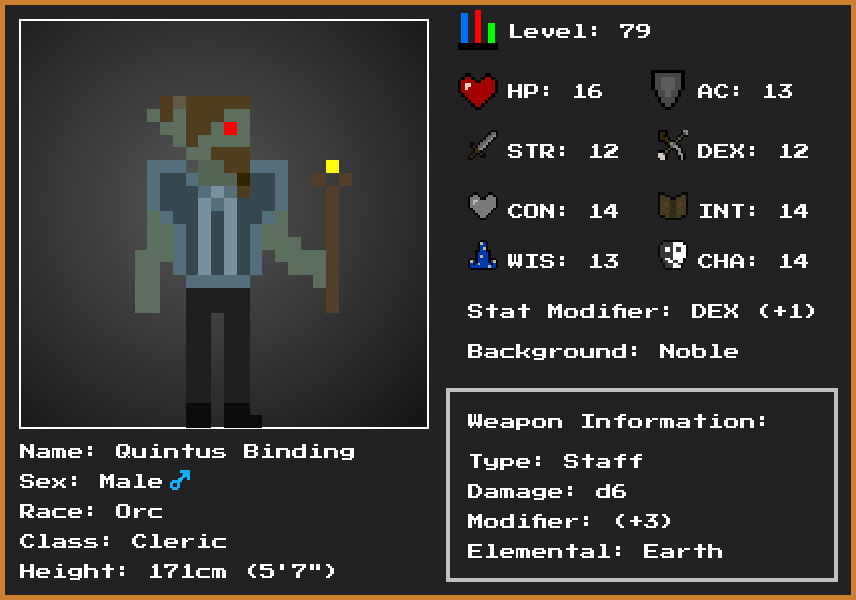 Level: 79
HP: 16 AC: 13
STR: 12 DEX: 12
CON: 14 INT: 14
WIS: 13 CHA: 14
Stat Modifier: DEX (+1)
Background: Noble
Weapon Information:
Type: Staff
Damage: d6
Modifier: (+3)
Elemental: Earth
Name: Quintus Binding
Sex: Male ♂
Race: Orc
Class: Cleric
Height: 171cm (5'7")